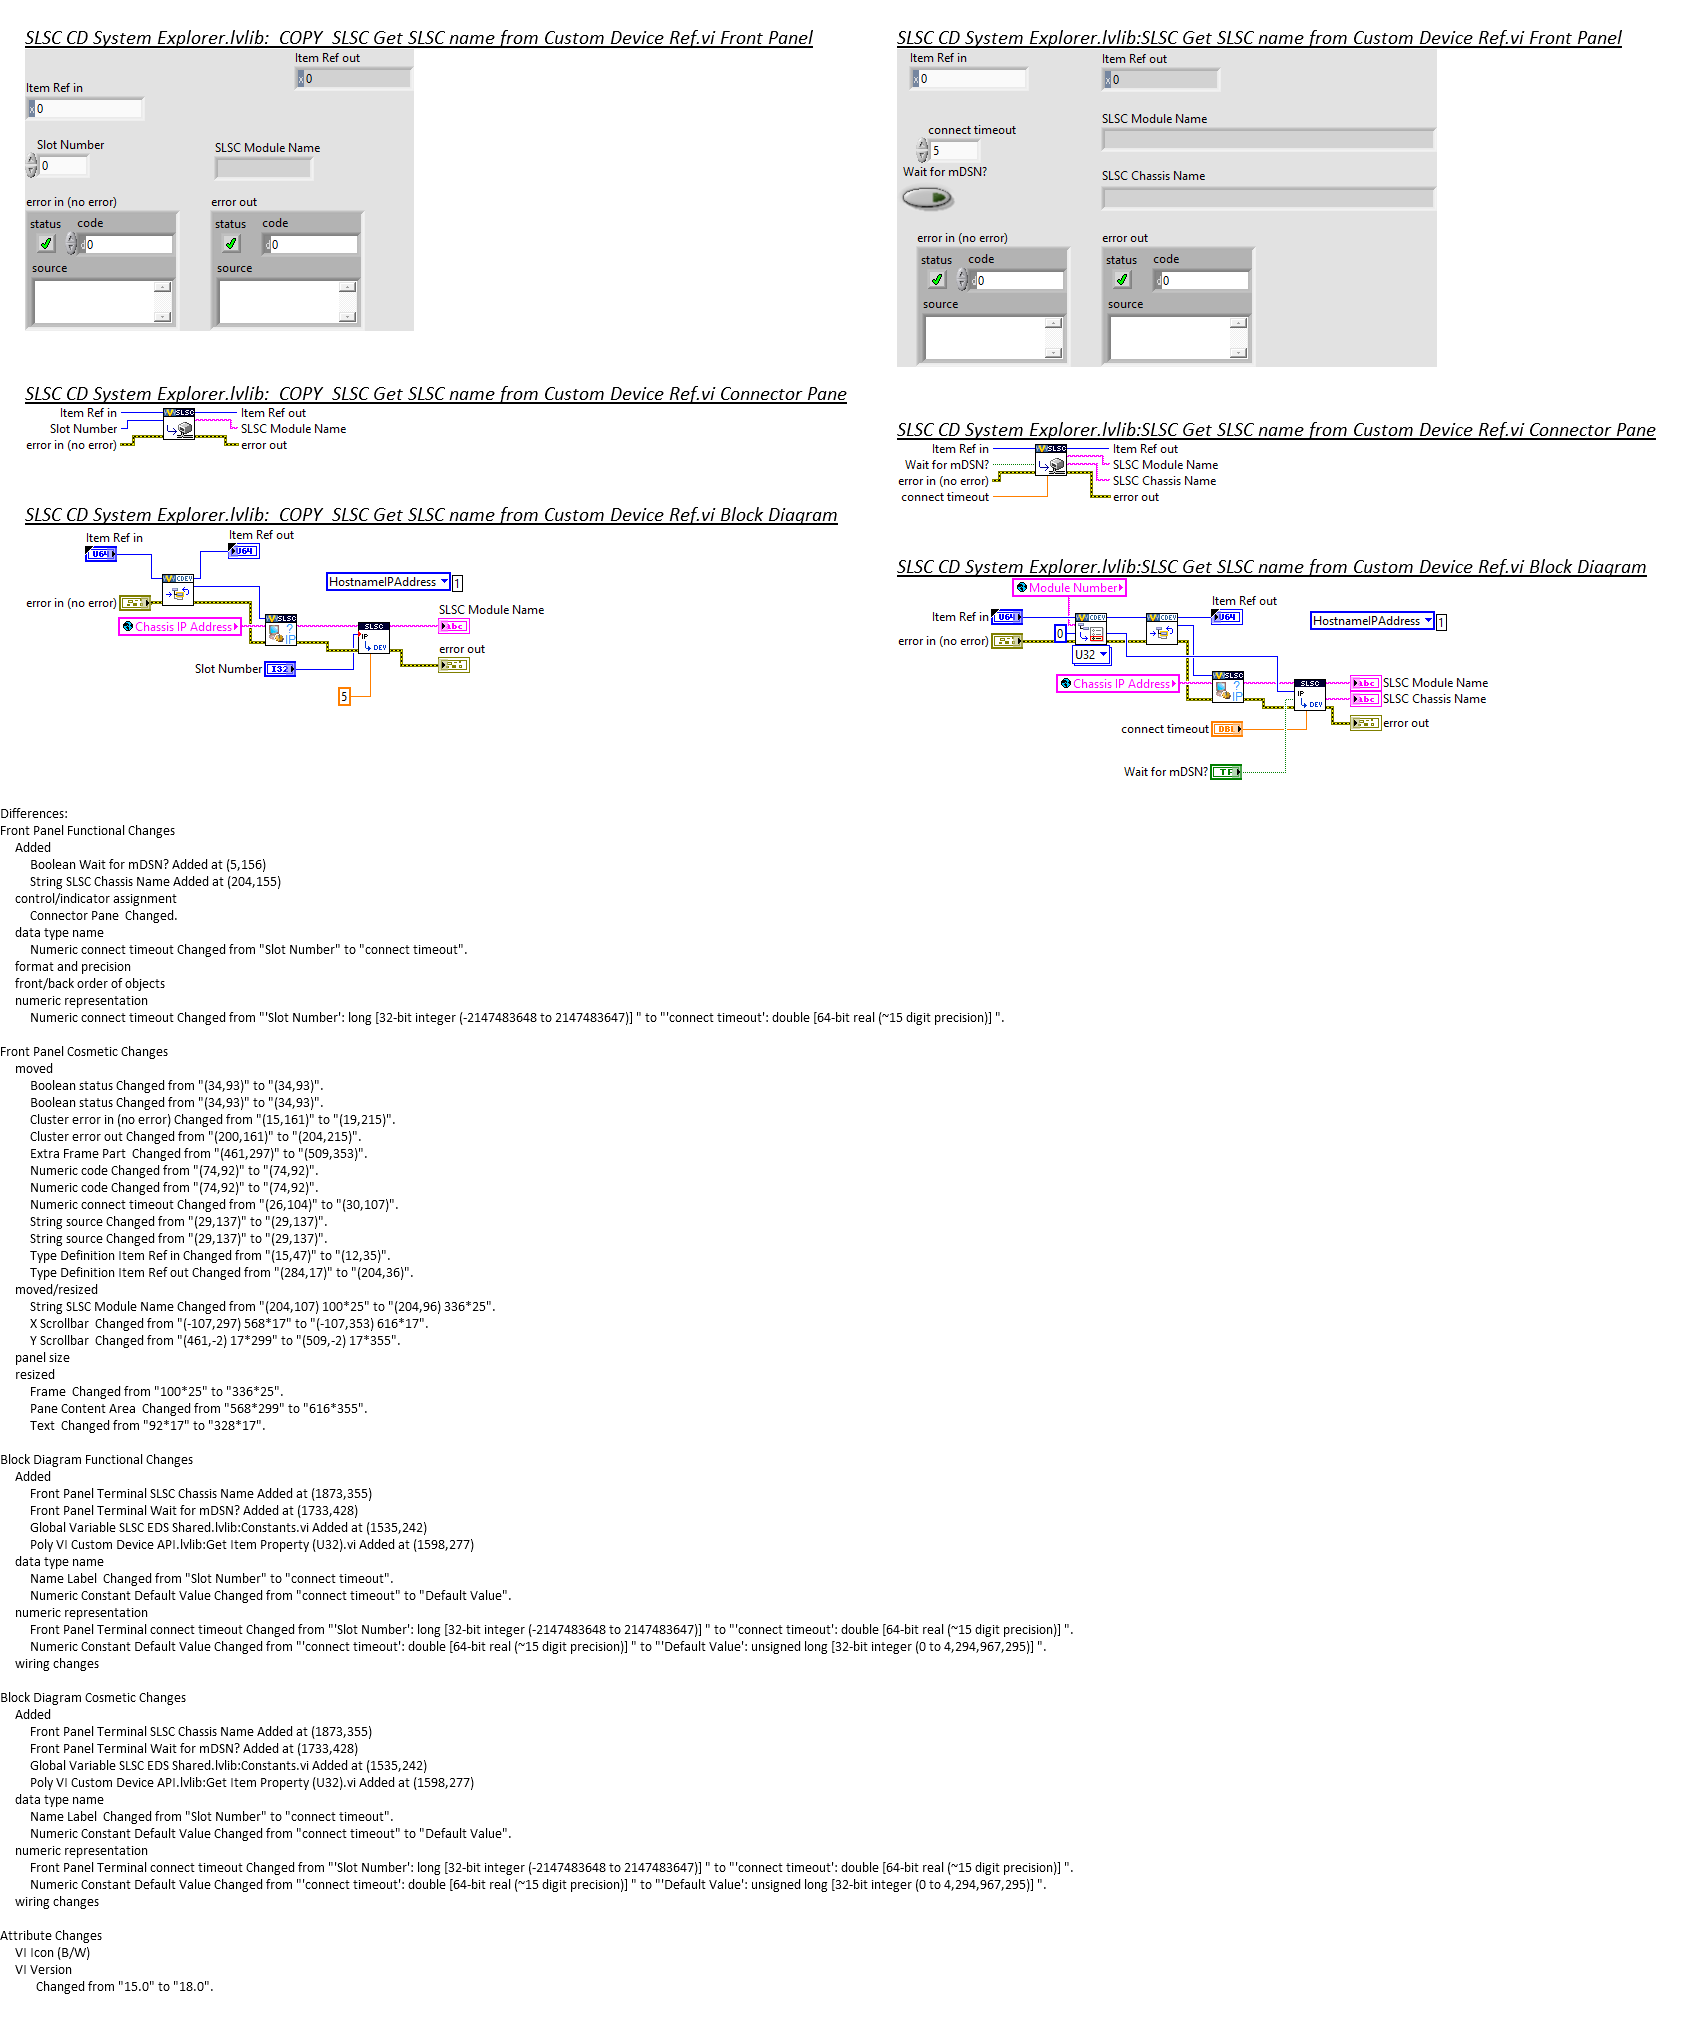 SLSC CD System Explorer.lvlib:  COPY  SLSC Get SLSC name from Custom Device Ref.vi Front Panel
Item Ref out
0
Item Ref in
0
Slot Number
0
SLSC Module Name
error in (no error)
error out
status code
0
status code
0
source
source
SLSC CD System Explorer.lvlib:  COPY  SLSC Get SLSC name from Custom Device Ref.vi Connector Pane
Item Ref in
Slot Number
error in (no error)
SLSC
Item Ref out
SLSC Module Name
error out
SLSC CD System Explorer.lvlib:  COPY  SLSC Get SLSC name from Custom Device Ref.vi Block Diagram
Item Ref in
U64
Item Ref out
U64
CDEV
HostnameIPAddress 1
error in (no error)
Chassis IP Address
SLSC
? IP
SLSC
IP
DEV
SLSC Module Name
abc
error out
Slot Number I32
5
SLSC CD System Explorer.lvlib:SLSC Get SLSC name from Custom Device Ref.vi Front Panel
Item Ref in
0
Item Ref out
0
SLSC Module Name
connect timeout
5
Wait for mDSN?
SLSC Chassis Name
error in (no error)
error out
status code
0
status code
0
source
source
SLSC CD System Explorer.lvlib:SLSC Get SLSC name from Custom Device Ref.vi Connector Pane
Item Ref in
Wait for mDSN?
error in (no error)
connect timeout
SLSC
Item Ref out
SLSC Module Name
SLSC Chassis Name
error out
SLSC CD System Explorer.lvlib:SLSC Get SLSC name from Custom Device Ref.vi Block Diagram
Module Number
Item Ref in U64
CDEV
CDEV
Item Ref out
U64
HostnameIPAddress 1
0
error in (no error)
U32
Chassis IP Address
SLSC
? IP
SLSC
IP
DEV
abc SLSC Module Name
abc SLSC Chassis Name
error out
connect timeout DBL
Wait for mDSN? TF
Differences:
Front Panel Functional Changes
Added
Boolean Wait for mDSN? Added at (5,156)
String SLSC Chassis Name Added at (204,155)
control/indicator assignment
Connector Pane  Changed.
data type name
Numeric connect timeout Changed from "Slot Number" to "connect timeout".
format and precision
front/back order of objects
numeric representation
Numeric connect timeout Changed from "'Slot Number': long [32-bit integer (-2147483648 to 2147483647)] " to "'connect timeout': double [64-bit real (~15 digit precision)] ".
Front Panel Cosmetic Changes
moved
Boolean status Changed from "(34,93)" to "(34,93)".
Boolean status Changed from "(34,93)" to "(34,93)".
Cluster error in (no error) Changed from "(15,161)" to "(19,215)".
Cluster error out Changed from "(200,161)" to "(204,215)".
Extra Frame Part  Changed from "(461,297)" to "(509,353)".
Numeric code Changed from "(74,92)" to "(74,92)".
Numeric code Changed from "(74,92)" to "(74,92)".
Numeric connect timeout Changed from "(26,104)" to "(30,107)".
String source Changed from "(29,137)" to "(29,137)".
String source Changed from "(29,137)" to "(29,137)".
Type Definition Item Ref in Changed from "(15,47)" to "(12,35)".
Type Definition Item Ref out Changed from "(284,17)" to "(204,36)".
moved/resized
String SLSC Module Name Changed from "(204,107) 100*25" to "(204,96) 336*25".
X Scrollbar  Changed from "(-107,297) 568*17" to "(-107,353) 616*17".
Y Scrollbar  Changed from "(461,-2) 17*299" to "(509,-2) 17*355".
panel size
resized
Frame  Changed from "100*25" to "336*25".
Pane Content Area  Changed from "568*299" to "616*355".
Text  Changed from "92*17" to "328*17".
Block Diagram Functional Changes
Added
Front Panel Terminal SLSC Chassis Name Added at (1873,355)
Front Panel Terminal Wait for mDSN? Added at (1733,428)
Global Variable SLSC EDS Shared.lvlib:Constants.vi Added at (1535,242)
Poly VI Custom Device API.lvlib:Get Item Property (U32).vi Added at (1598,277)
data type name
Name Label  Changed from "Slot Number" to "connect timeout".
Numeric Constant Default Value Changed from "connect timeout" to "Default Value".
numeric representation
Front Panel Terminal connect timeout Changed from "'Slot Number': long [32-bit integer (-2147483648 to 2147483647)] " to "'connect timeout': double [64-bit real (~15 digit precision)] ".
Numeric Constant Default Value Changed from "'connect timeout': double [64-bit real (~15 digit precision)] " to "'Default Value': unsigned long [32-bit integer (0 to 4,294,967,295)] ".
wiring changes
Block Diagram Cosmetic Changes
Added
Front Panel Terminal SLSC Chassis Name Added at (1873,355)
Front Panel Terminal Wait for mDSN? Added at (1733,428)
Global Variable SLSC EDS Shared.lvlib:Constants.vi Added at (1535,242)
Poly VI Custom Device API.lvlib:Get Item Property (U32).vi Added at (1598,277)
data type name
Name Label  Changed from "Slot Number" to "connect timeout".
Numeric Constant Default Value Changed from "connect timeout" to "Default Value".
numeric representation
Front Panel Terminal connect timeout Changed from "'Slot Number': long [32-bit integer (-2147483648 to 2147483647)] " to "'connect timeout': double [64-bit real (~15 digit precision)] ".
Numeric Constant Default Value Changed from "'connect timeout': double [64-bit real (~15 digit precision)] " to "'Default Value': unsigned long [32-bit integer (0 to 4,294,967,295)] ".
wiring changes
Attribute Changes
VI Icon (B/W)
VI Version
Changed from "15.0" to "18.0".